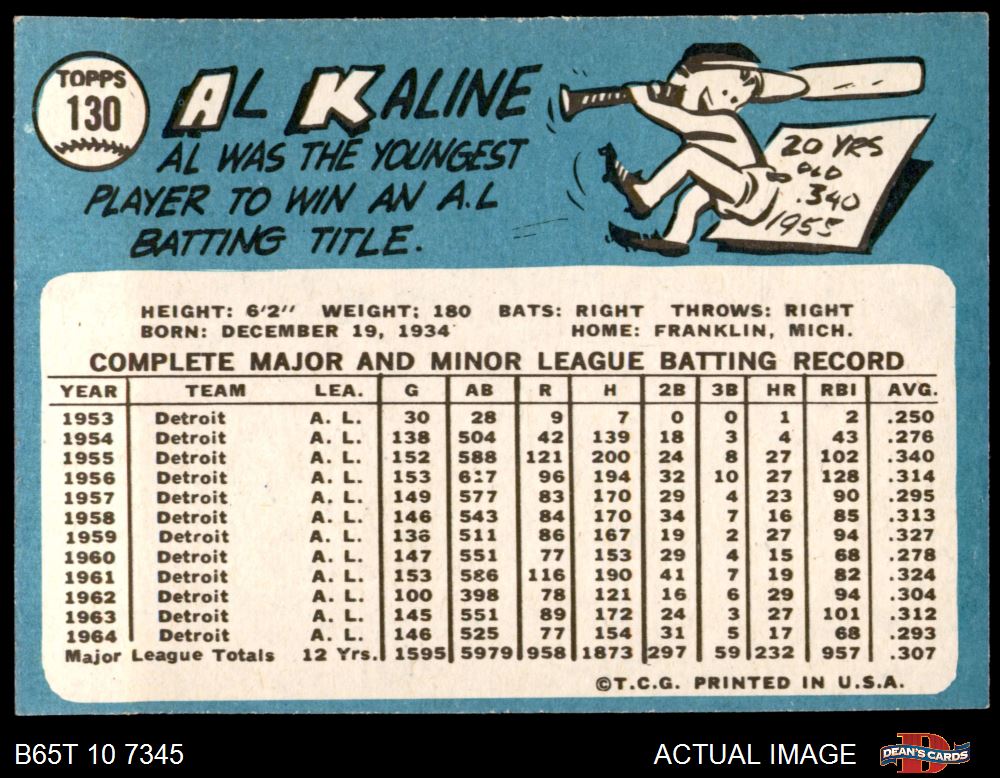 TOPPS
130
AL KALINE
AL WAS THE YOUNGEST
PLAYER TO WIN AN A.L
BATTING TITLE.
20 YRS
OLD
.340
1955
HEIGHT: 6'2" WEIGHT; 180 BATS: RIGHT THROWS: RIGHT
BORN: DECEMBER 19, 1934 HOME: FRANKLIN, MICH.
COMPLETE MAJOR AND MINOR LEAGUE BATTING RECORD
YEAR TEAM LEA. G AB R H 2B 3B HR RBI AVG.
1953 Detroit A. L. 30 28 9 7 0 0 1 2 .250
1954 Detroit A. L. 138 504 42 139 18 3 4 43 .276
1955 Detroit A. L. 152 588 121 200 24 8 27 102 .340
1956 Detroit A. L. 153 617 96 194 32 10 27 128 .314
1957 Detroit A. L. 149 577 83 170 29 4 23 90 .295
1958 Detroit A. L. 146 543 84 170 34 7 16 85 .313
1959 Detroit A. L. 136 511 86 167 19 2 27 94 .327
1960 Detroit A. L. 147 551 77 153 29 4 15 68 .278
1961 Detroit A. L. 153 586 116 190 41 7 19 82 .324
1962 Detroit A. L. 100 398 78 121 16 6 29 94 .304
1963 Detroit A. L. 145 551 89 172 24 3 27 101 .312
1964 Detroit A. L. 146 525 77 154 31 5 17 68 .293
Major League Totals 12 Yrs. 1595 5979 958 1873 297 59 232 957 .307
©T.C.G. PRINTED IN U.S.A.
B65T 10 7345 ACTUAL IMAGE
DEAN'S CARDS